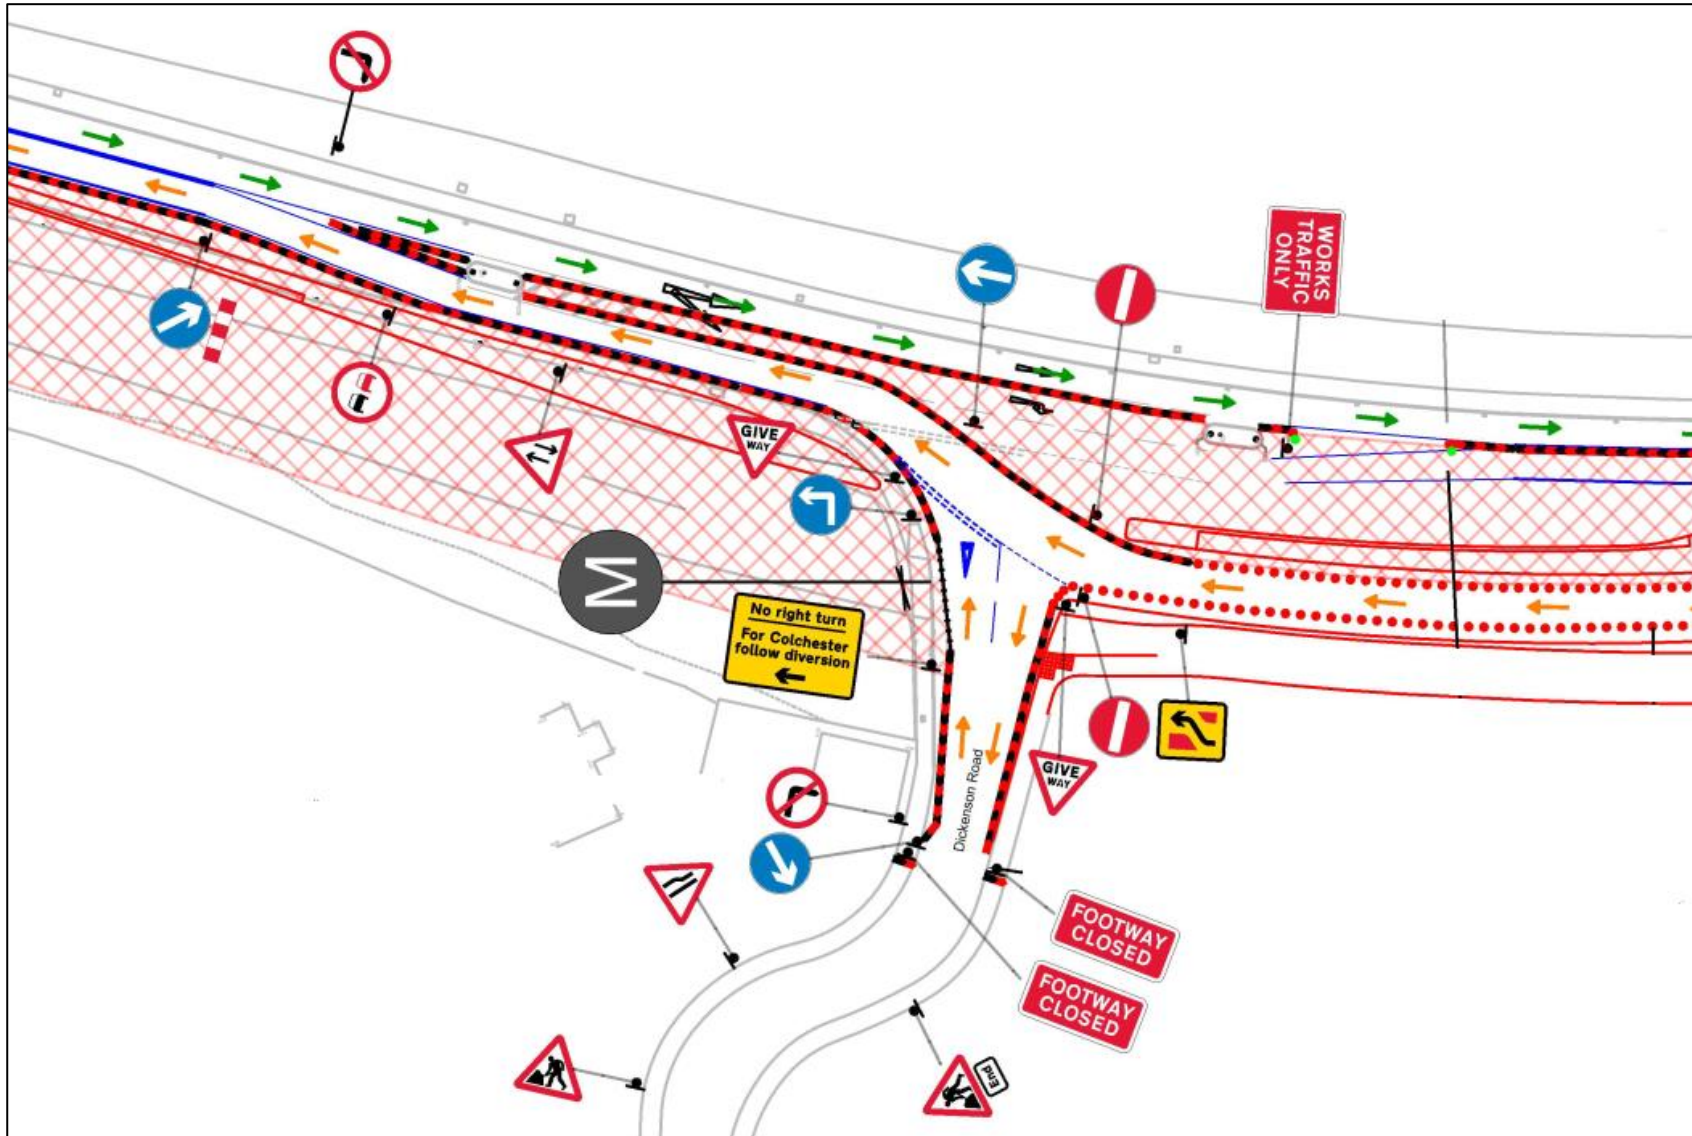 WORKS
TRAFFIC
ONLY
GIVE
WAY
M
No right turn
For Colchester
follow diversion
GIVE
WAY
Dickenson Road
FOOTWAY
CLOSED
FOOTWAY
CLOSED
End